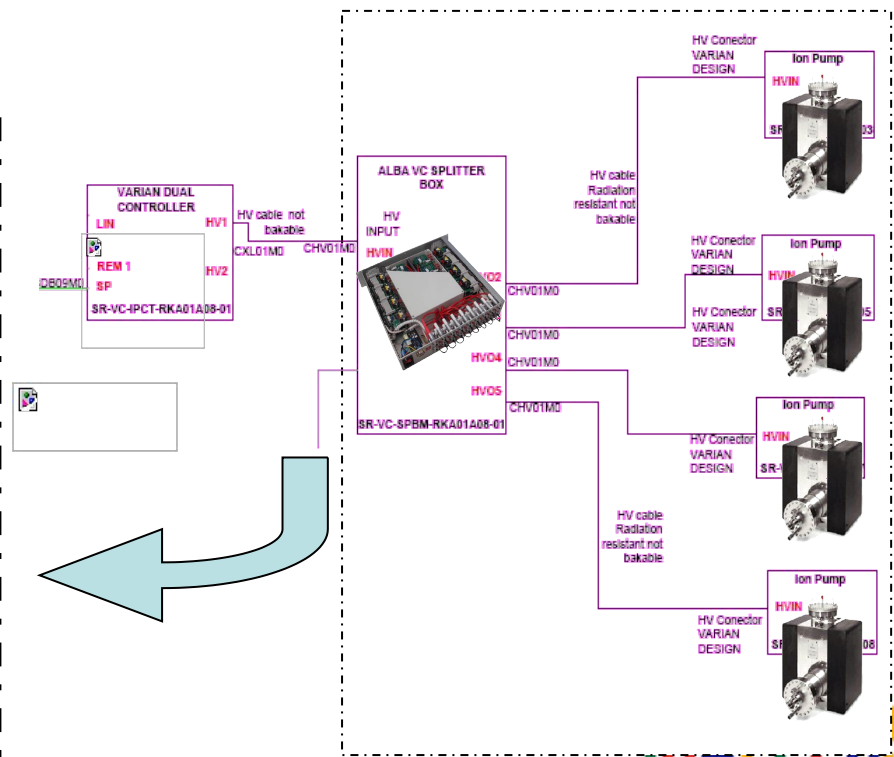 VARIAN DUAL
CONTROLLER
LIN
HV1
REM 1
HV2
SP
SR-VC-IPCT-RKA01A08-01
DB09M0
HV cable not
bakable
CXL01M0
CHV01M0
ALBA VC SPLITTER
BOX
HV
INPUT
HVIN
CHV01M0
CHV01M0
HVO4
CHV01M0
HVO5
CHV01M0
SR-VC-SPBM-RKA01A08-01
HV cable
Radiation
resistant not
bakable
HV Conector
VARIAN
DESIGN
Ion Pump
HVIN
03
HV Conector
VARIAN
DESIGN
HV Conector
VARIAN
DESIGN
Ion Pump
HVIN
05
HV Conector
VARIAN
DESIGN
Ion Pump
HVIN
HV cable
Radiation
resistant not
bakable
HV Conector
VARIAN
DESIGN
Ion Pump
HVIN
08